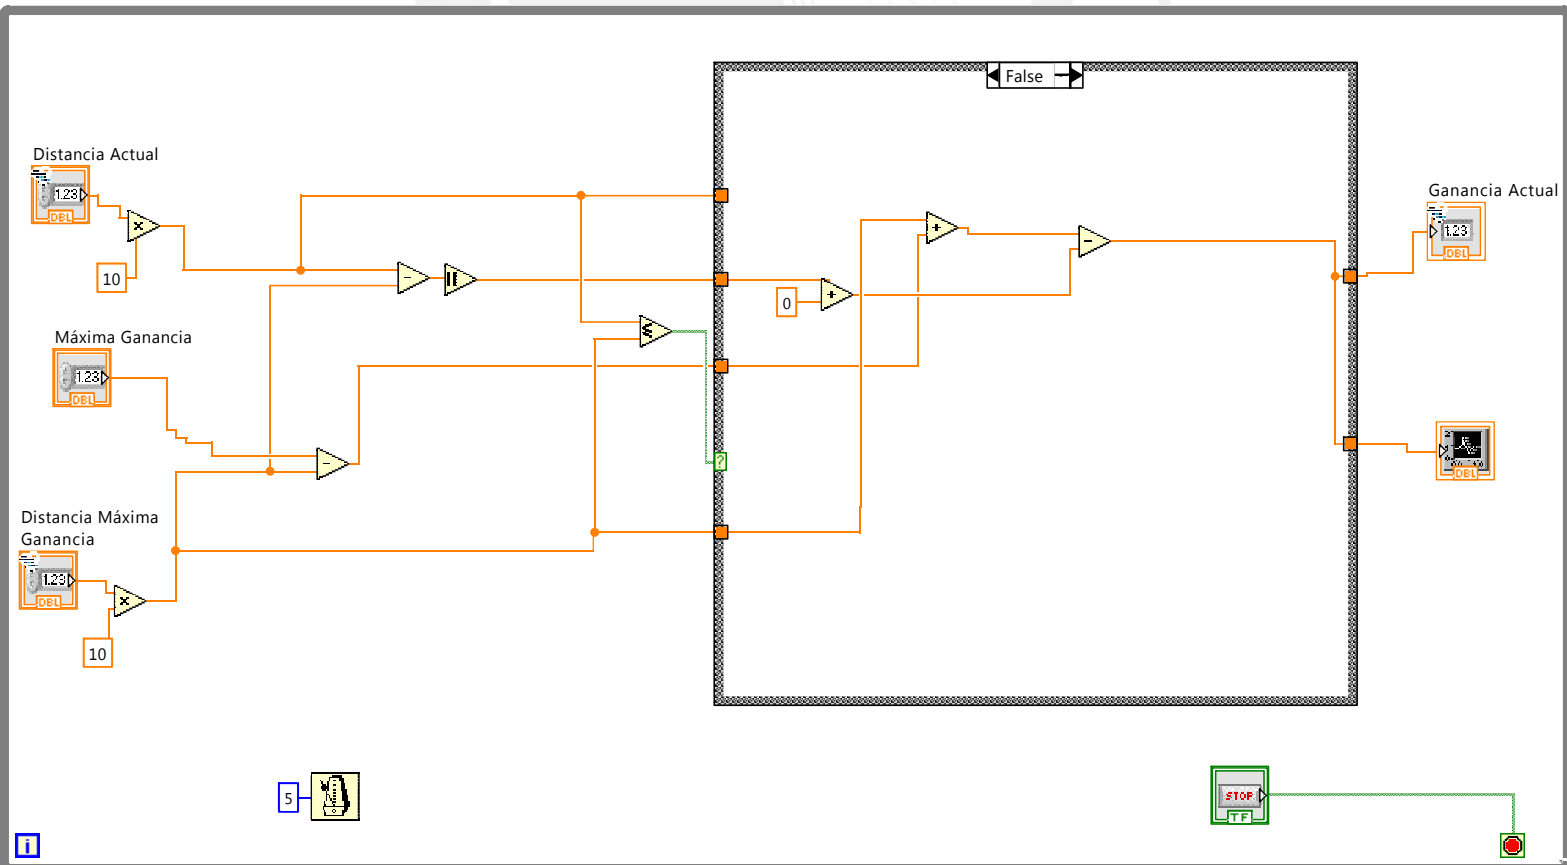 False
Distancia Actual
1.23
DBL
10
Ganancia Actual
1.23
DBL
0
Máxima Ganancia
1.23
DBL
?
DBL
Distancia Máxima
Ganancia
1.23
DBL
10
5
STOP
TF
i